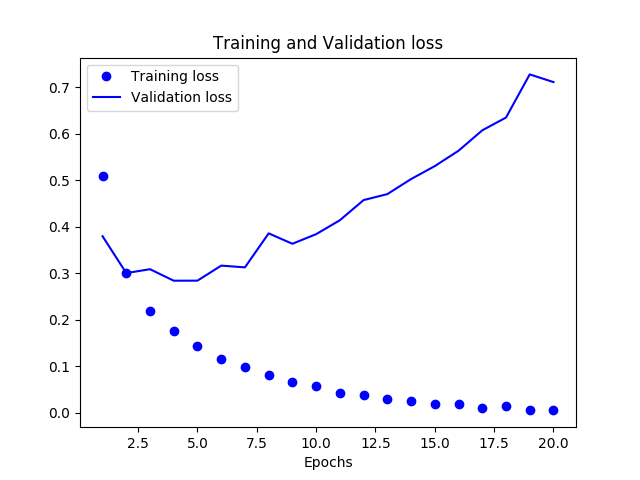 Training and Validation loss
Training loss
Validation loss
0.7
0.6
0.5
0.4
0.3
0.2
0.1
0.0
2.5 5.0 7.5 10.0 12.5 15.0 17.5 20.0
Epochs